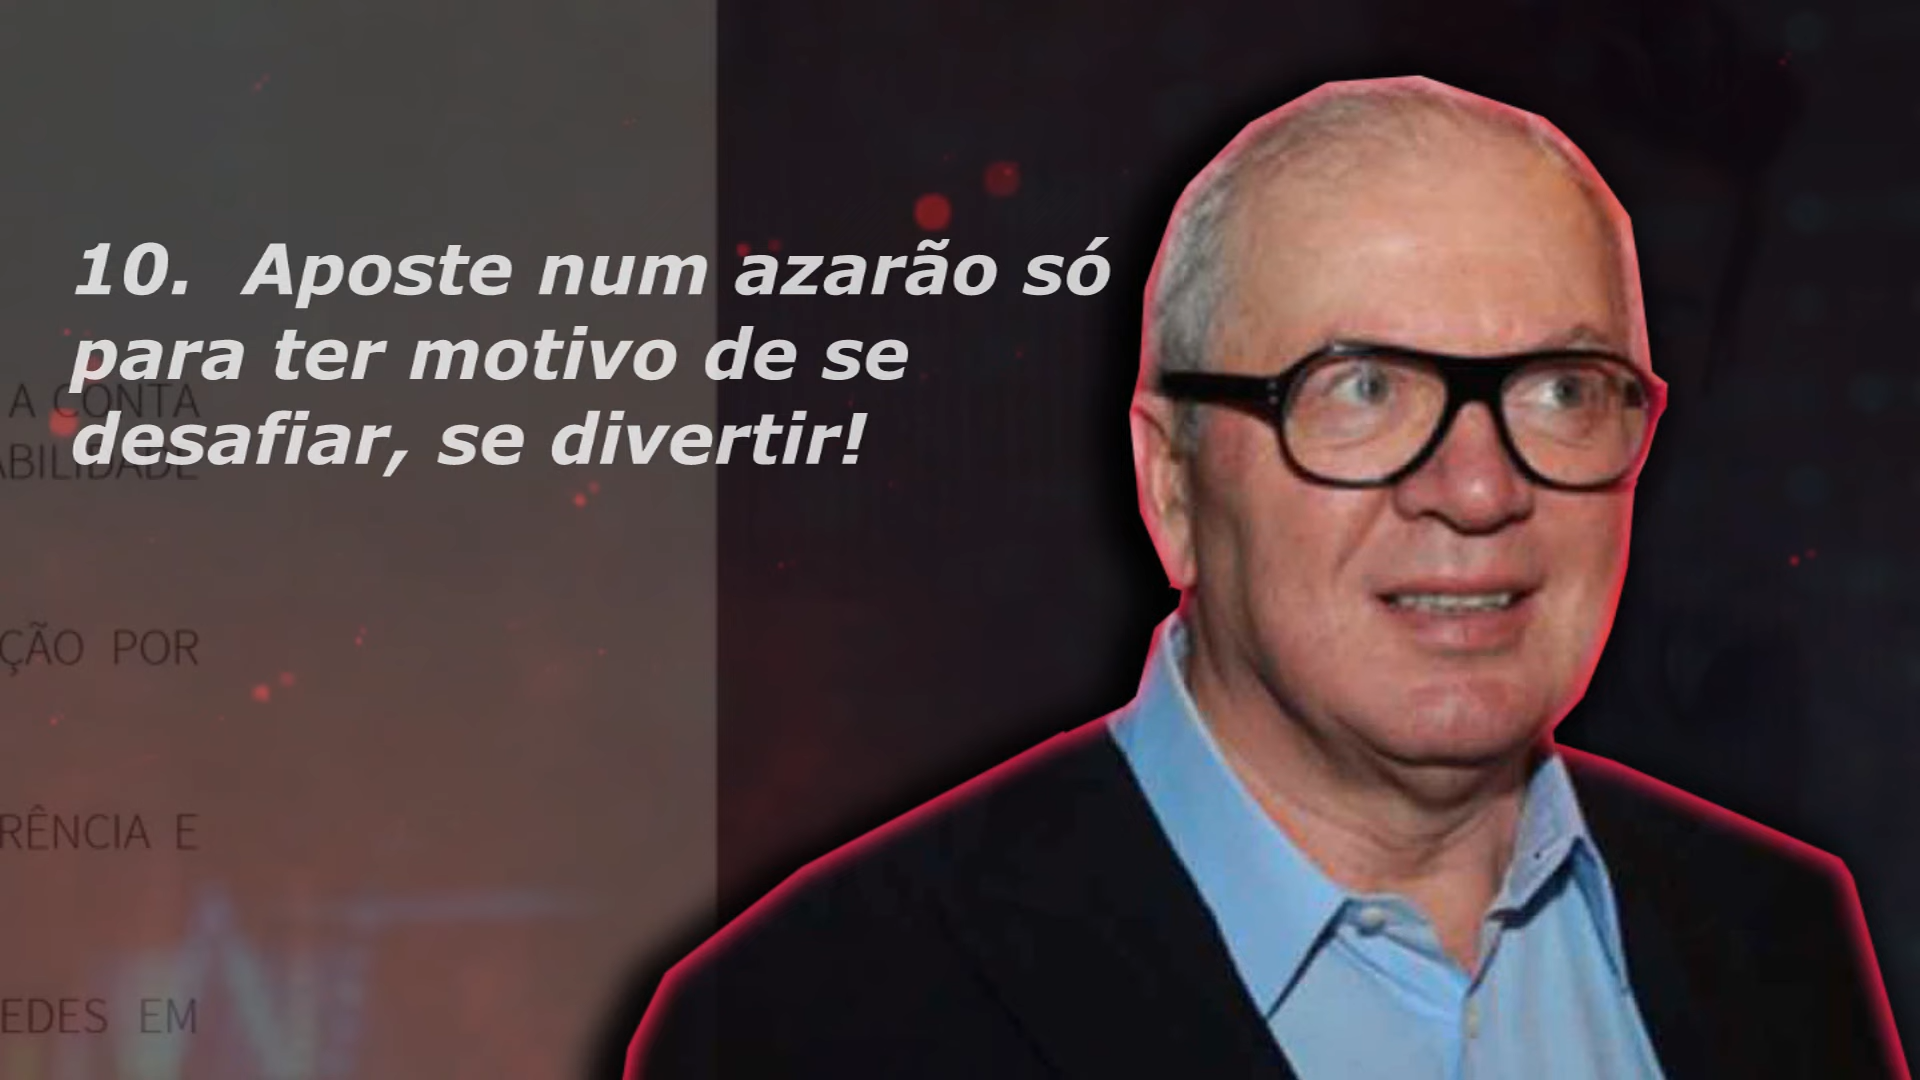 10. Aposte num azarão só
para ter motivo de se
desafiar, se divertir!
A CONTA
ABILIDADE
ÇÃO POR
RÊNCIA E
EDES EM